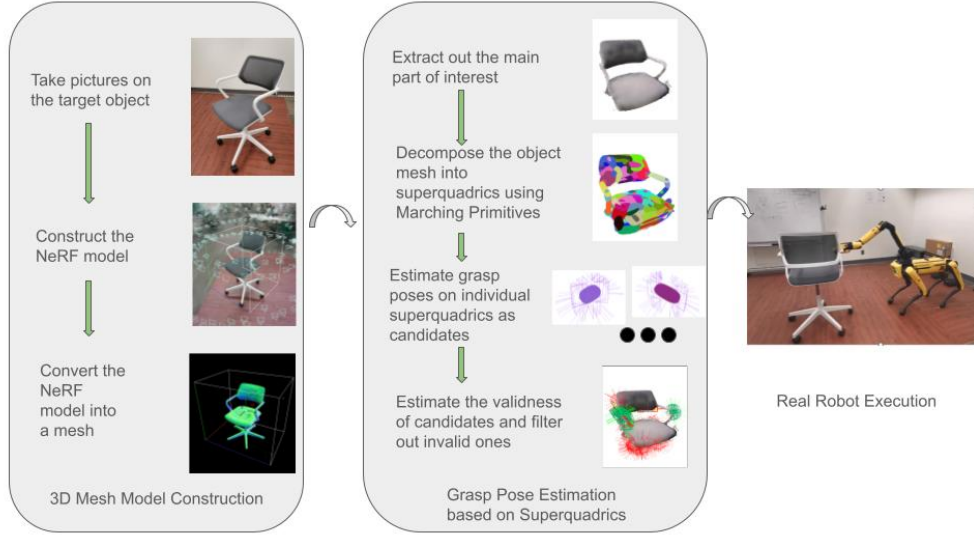 Take pictures on
the target object
Construct the
NeRF model
Convert the
NeRF
model into
a mesh
3D Mesh Model Construction
Extract out the main
part of interest
Decompose the object
mesh into
superquadrics using
Marching Primitives
Estimate grasp
poses on individual
superquadrics as
candidates
Estimate the validness
of candidates and filter
out invalid ones
Grasp Pose Estimation
based on Superquadrics
Real Robot Execution